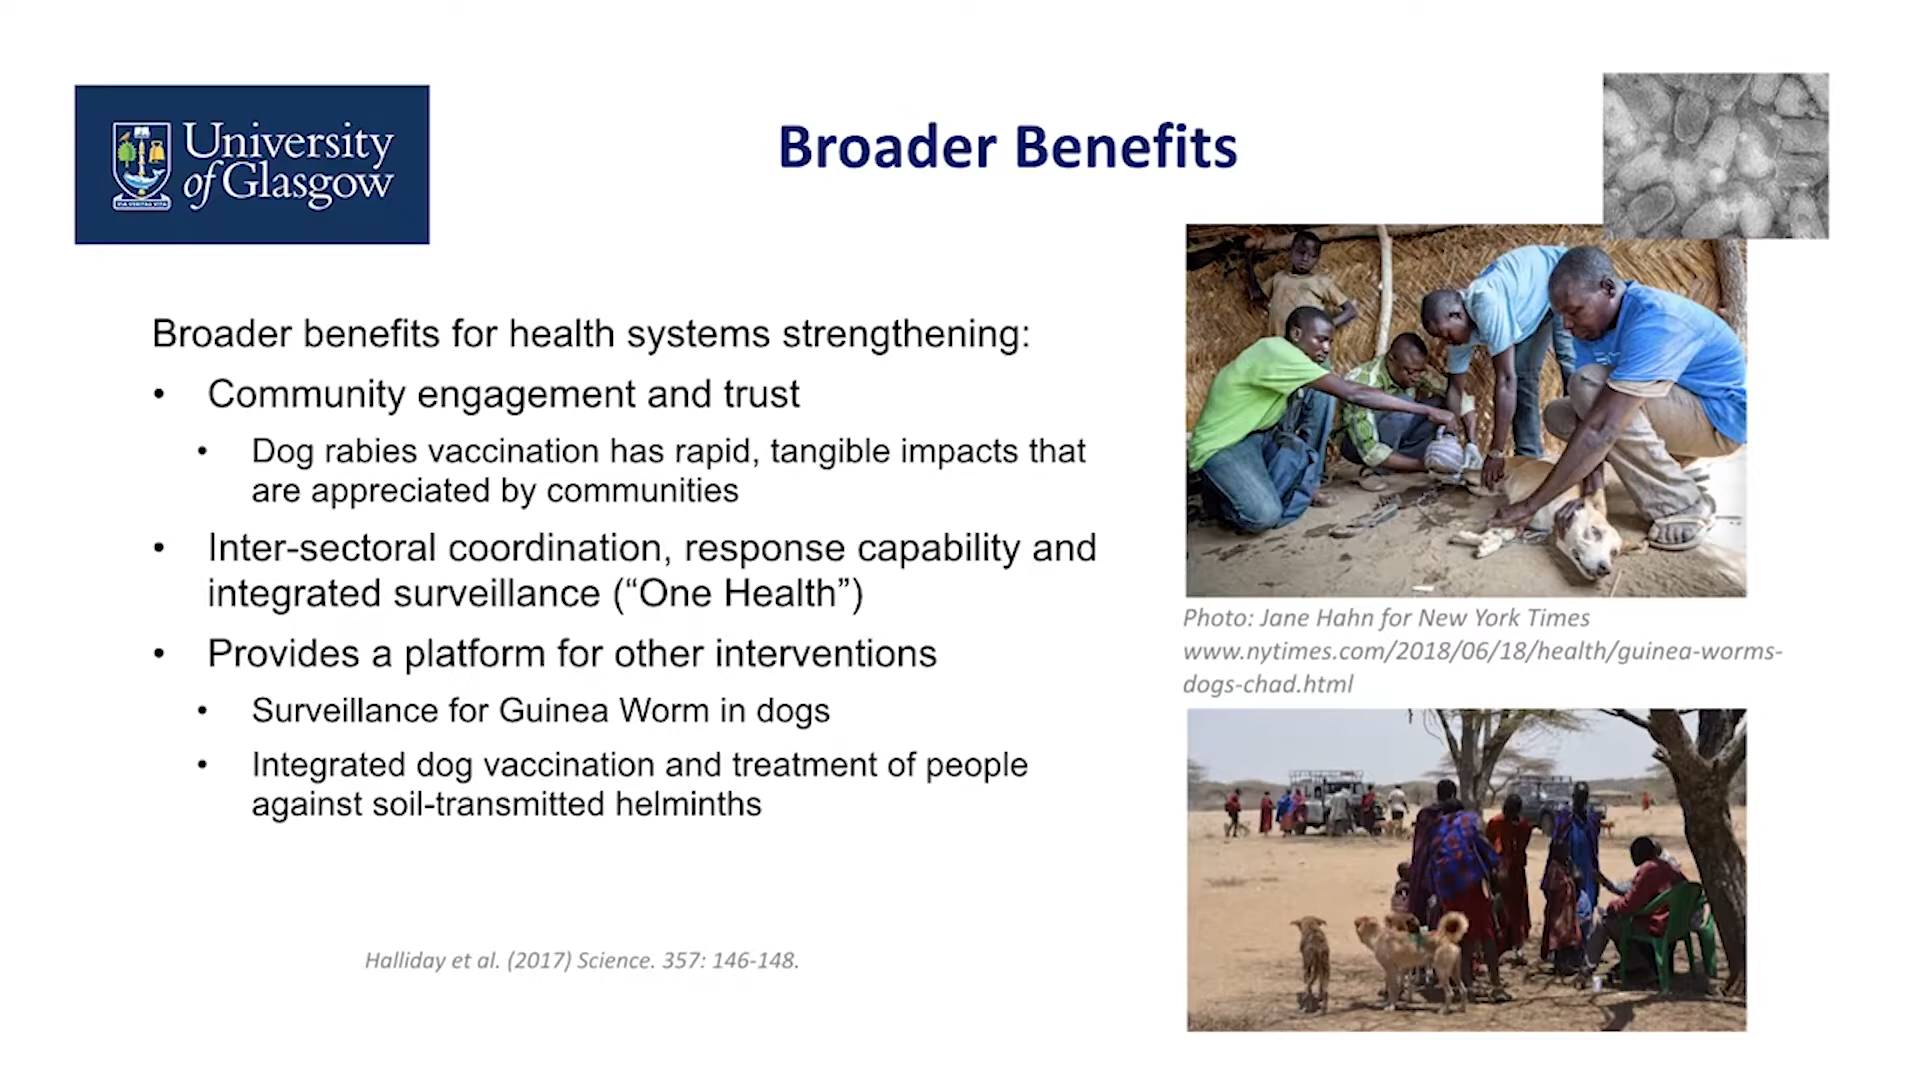 University
of Glasgow
VIA VERITAS VITA
Broader Benefits
Broader benefits for health systems strengthening:
• Community engagement and trust
• Dog rabies vaccination has rapid, tangible impacts that
are appreciated by communities
• Inter-sectoral coordination, response capability and
integrated surveillance (“One Health”)
• Provides a platform for other interventions
• Surveillance for Guinea Worm in dogs
• Integrated dog vaccination and treatment of people
against soil-transmitted helminths
Halliday et al. (2017) Science. 357: 146-148.
Photo: Jane Hahn for New York Times
www.nytimes.com/2018/06/18/health/guinea-worms-
dogs-chad.html